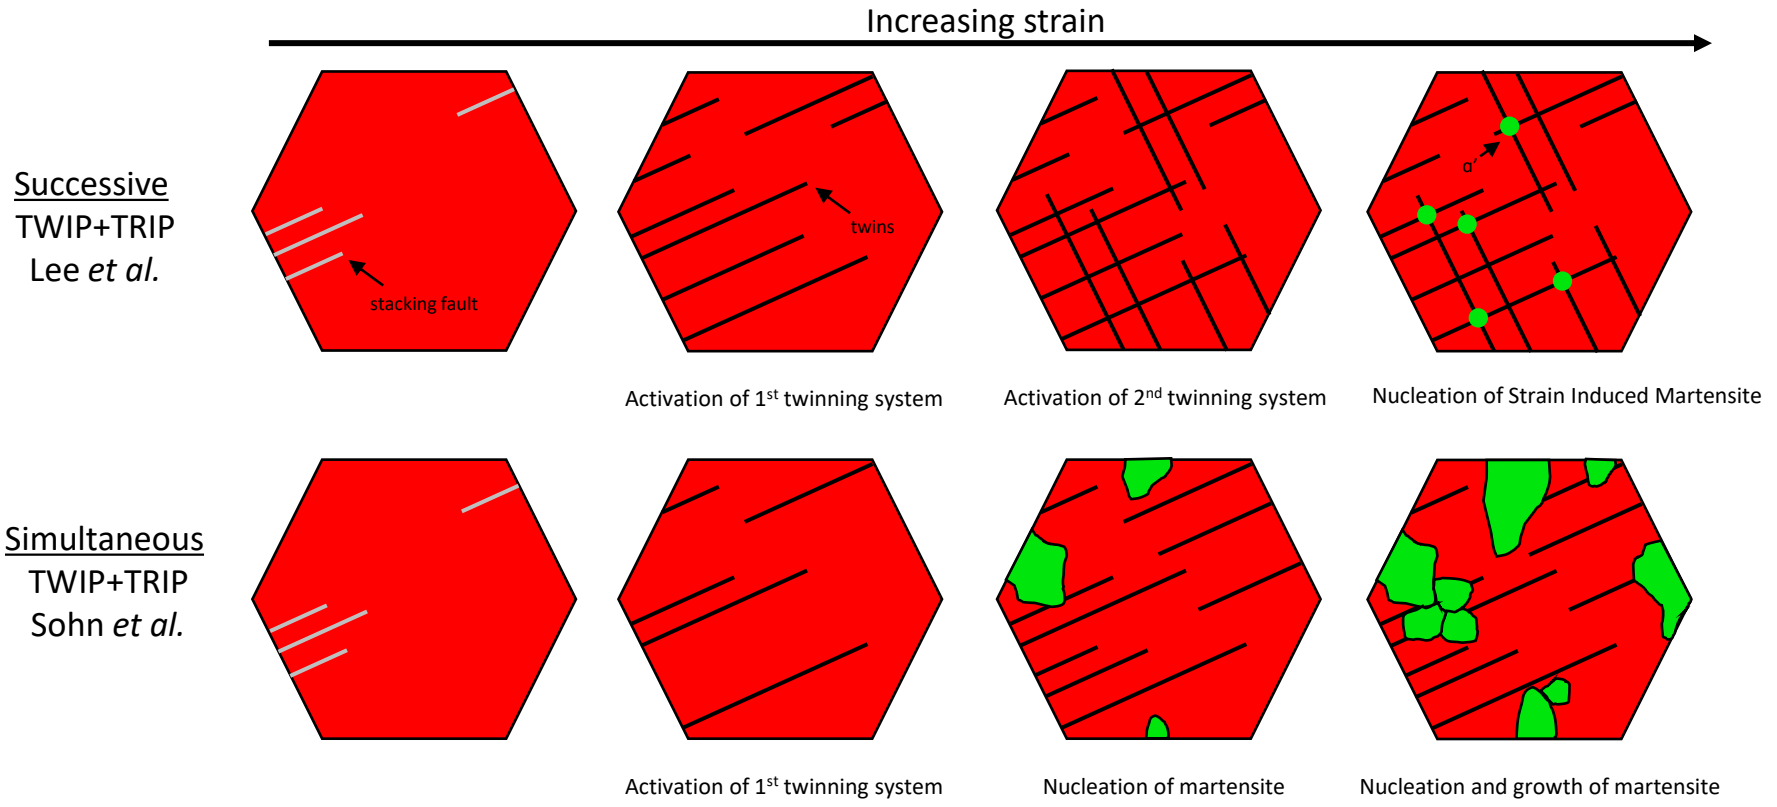 Increasing strain
Successive
TWIP+TRIP
Lee et al.
stacking fault
twins
α'
Activation of 1st twinning system
Activation of 2nd twinning system
Nucleation of Strain Induced Martensite
Simultaneous
TWIP+TRIP
Sohn et al.
Activation of 1st twinning system
Nucleation of martensite
Nucleation and growth of martensite